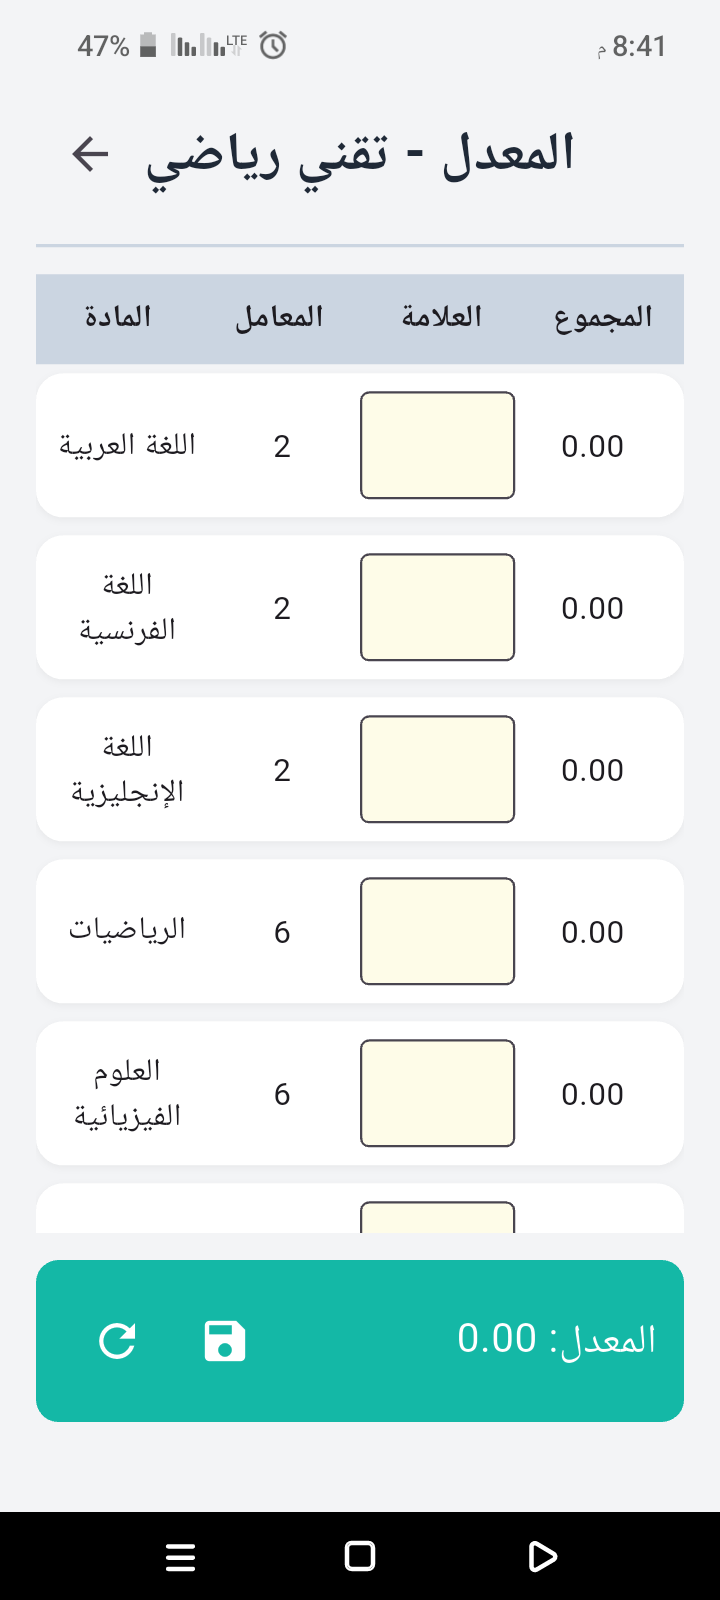 47% LTE 8:41 م
المعدل - تقني رياضي
المادة المعامل العلامة المجموع
اللغة العربية 2 0.00
اللغة
الفرنسية 2 0.00
اللغة
الإنجليزية 2 0.00
الرياضيات 6 0.00
العلوم
الفيزيائية 6 0.00
المعدل: 0.00